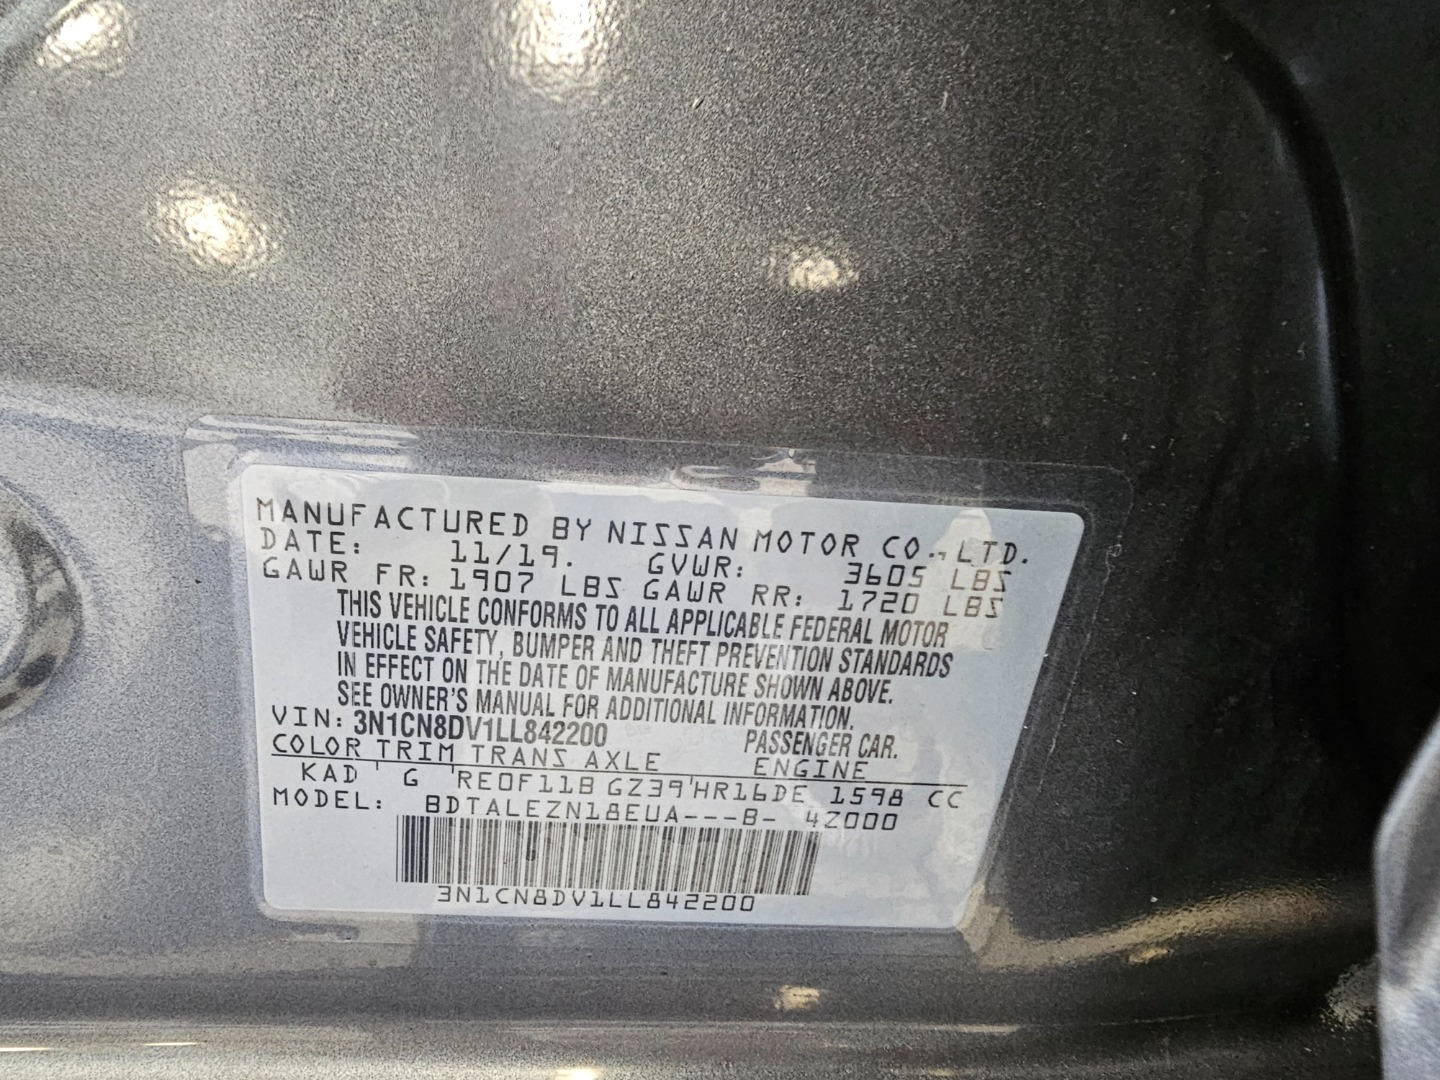 MANUFACTURED BY NISSAN MOTOR CO., LTD.
DATE: 11/19. GVWR: 3605 LBS
GAWR FR: 1907 LBS GAWR RR: 1720 LBS
THIS VEHICLE CONFORMS TO ALL APPLICABLE FEDERAL MOTOR
VEHICLE SAFETY, BUMPER AND THEFT PREVENTION STANDARDS
IN EFFECT ON THE DATE OF MANUFACTURE SHOWN ABOVE.
SEE OWNER'S MANUAL FOR ADDITIONAL INFORMATION.
VIN: 3N1CN8DV1LL842200 PASSENGER CAR.
COLOR TRIM TRANS AXLE ENGINE
KAD G RE0F11B GZ39 HR16DE 1598 CC
MODEL: BDTALEZN18EUA---B- 4Z000
3N1CN8DV1LL842200